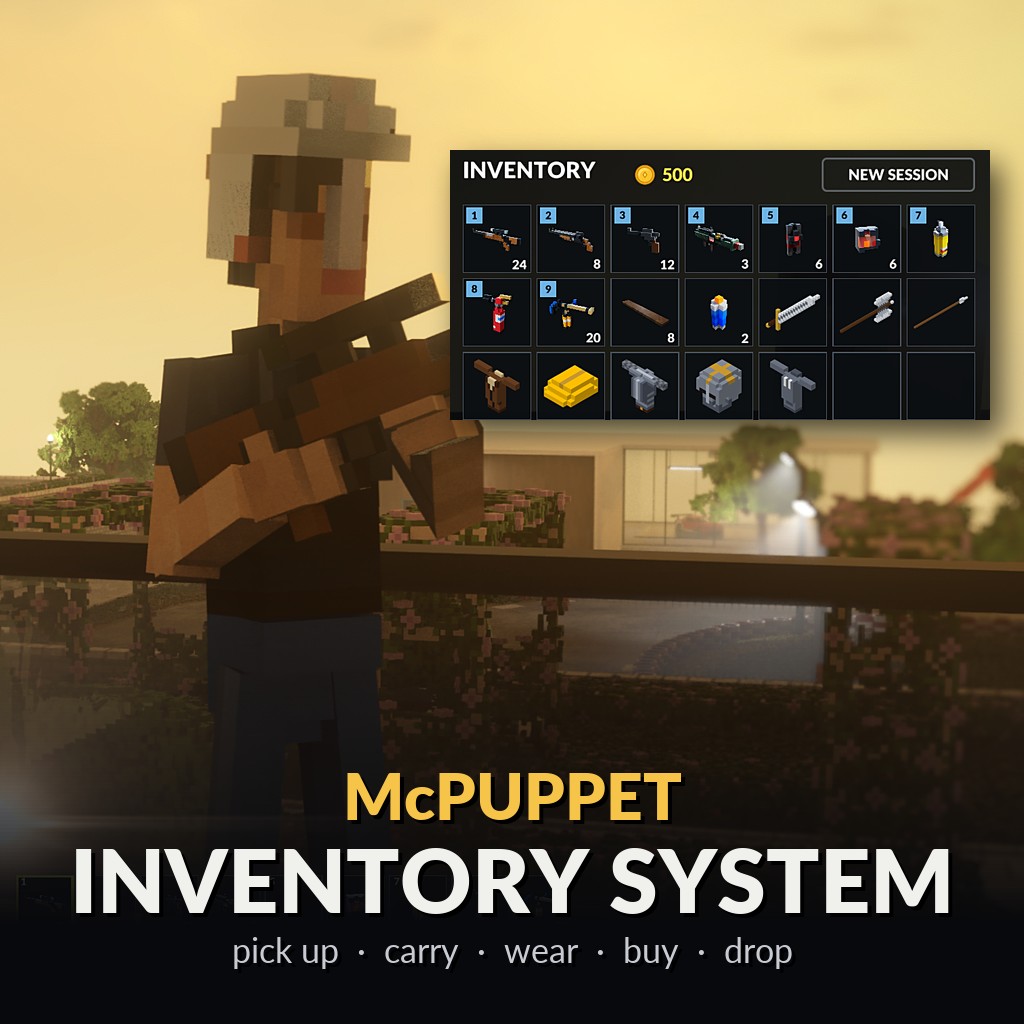 INVENTORY 500 NEW SESSION
1 2 3 4 5 6 7
24 8 12 3 6 6
8 9
20 8 2
McPUPPET
INVENTORY SYSTEM
pick up · carry · wear · buy · drop